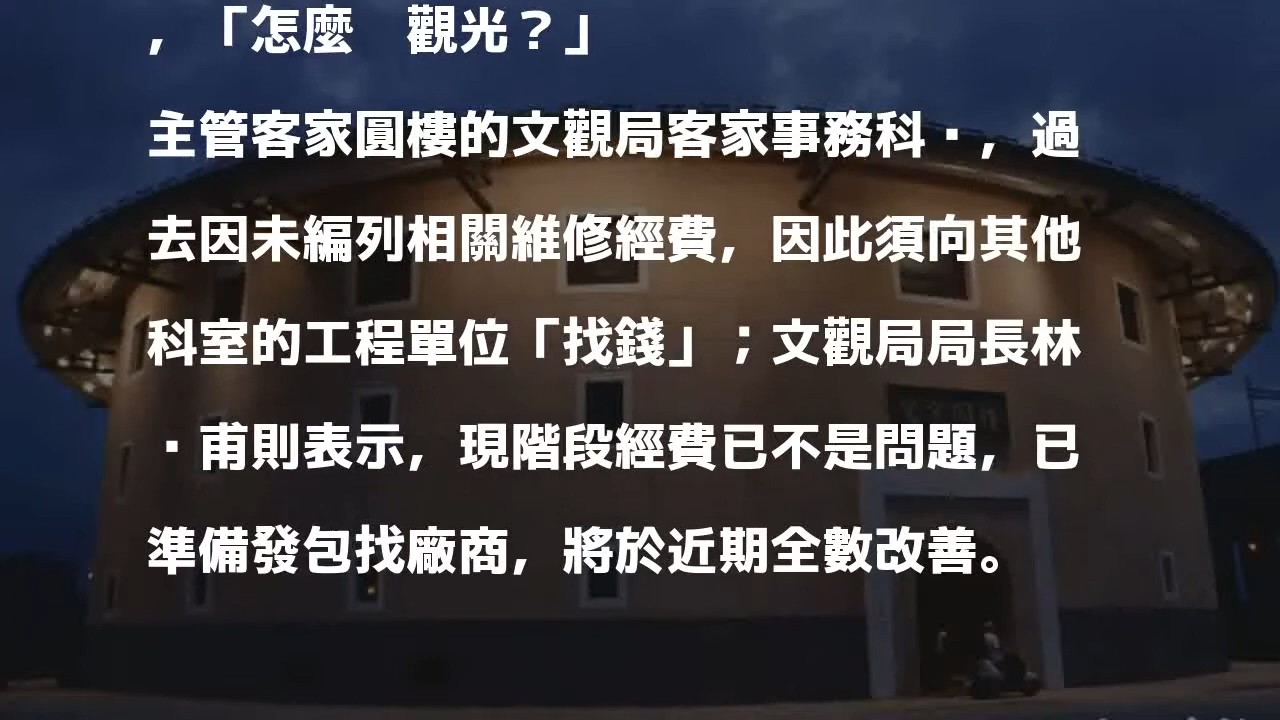 ，「怎麼　觀光？」
主管客家圓樓的文觀局客家事務科▪，過
去因未編列相關維修經費，因此須向其他
科室的工程單位「找錢」；文觀局局長林
▪甫則表示，現階段經費已不是問題，已
準備發包找廠商，將於近期全數改善。